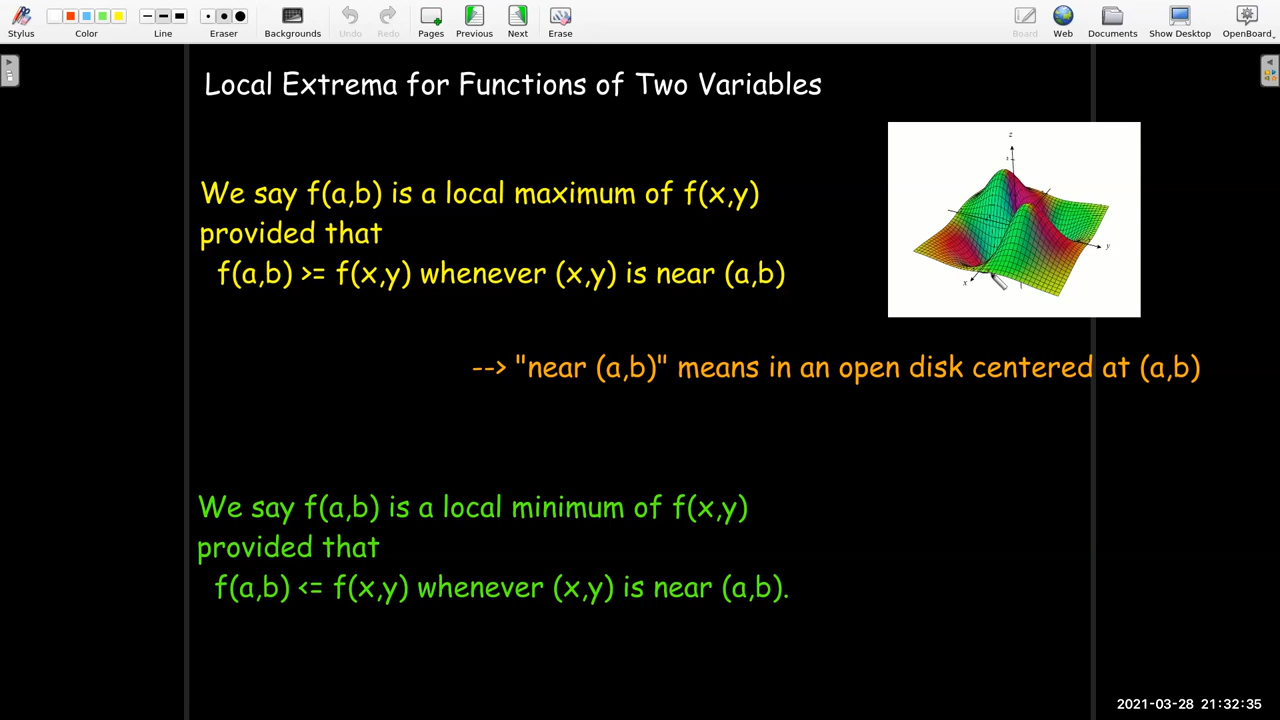 Stylus
Color
Line
Eraser
Backgrounds
Undo
Redo
Pages
Previous
Next
Erase
Board
Web
Documents
Show Desktop
OpenBoard
Local Extrema for Functions of Two Variables
We say f(a,b) is a local maximum of f(x,y)
provided that
f(a,b) >= f(x,y) whenever (x,y) is near (a,b)
z
x
y
--> "near (a,b)" means in an open disk centered at (a,b)
We say f(a,b) is a local minimum of f(x,y)
provided that
f(a,b) <= f(x,y) whenever (x,y) is near (a,b).
2021-03-28 21:32:35